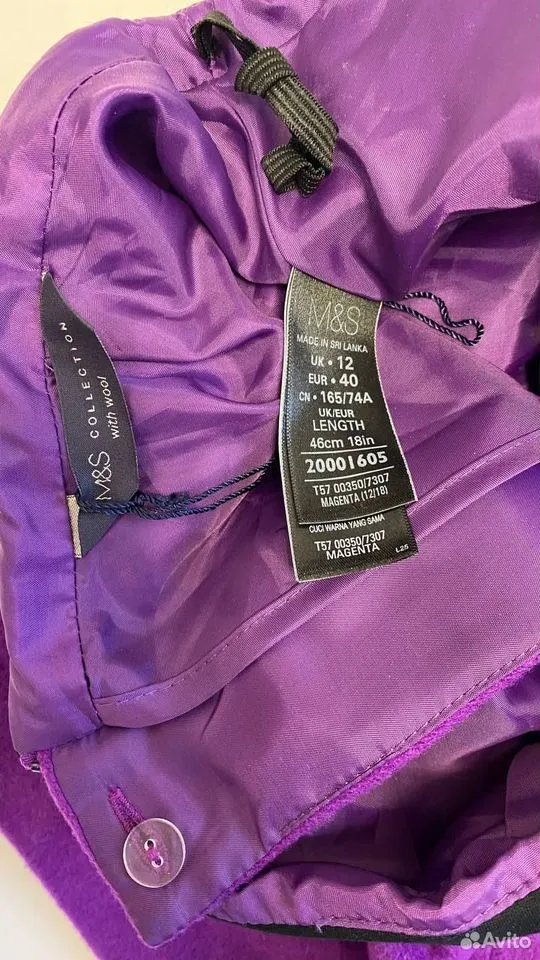 M&S
COLLECTION
with wool
M&S
MADE IN SRI LANKA
UK • 12
EUR • 40
CN • 165/74A
UK/EUR
LENGTH
46cm 18in
20001605
T57 00350/7307
MAGENTA (12/18)
CUCI WARNA YANG SAMA
T57 00350/7307
MAGENTA
L25
Avito